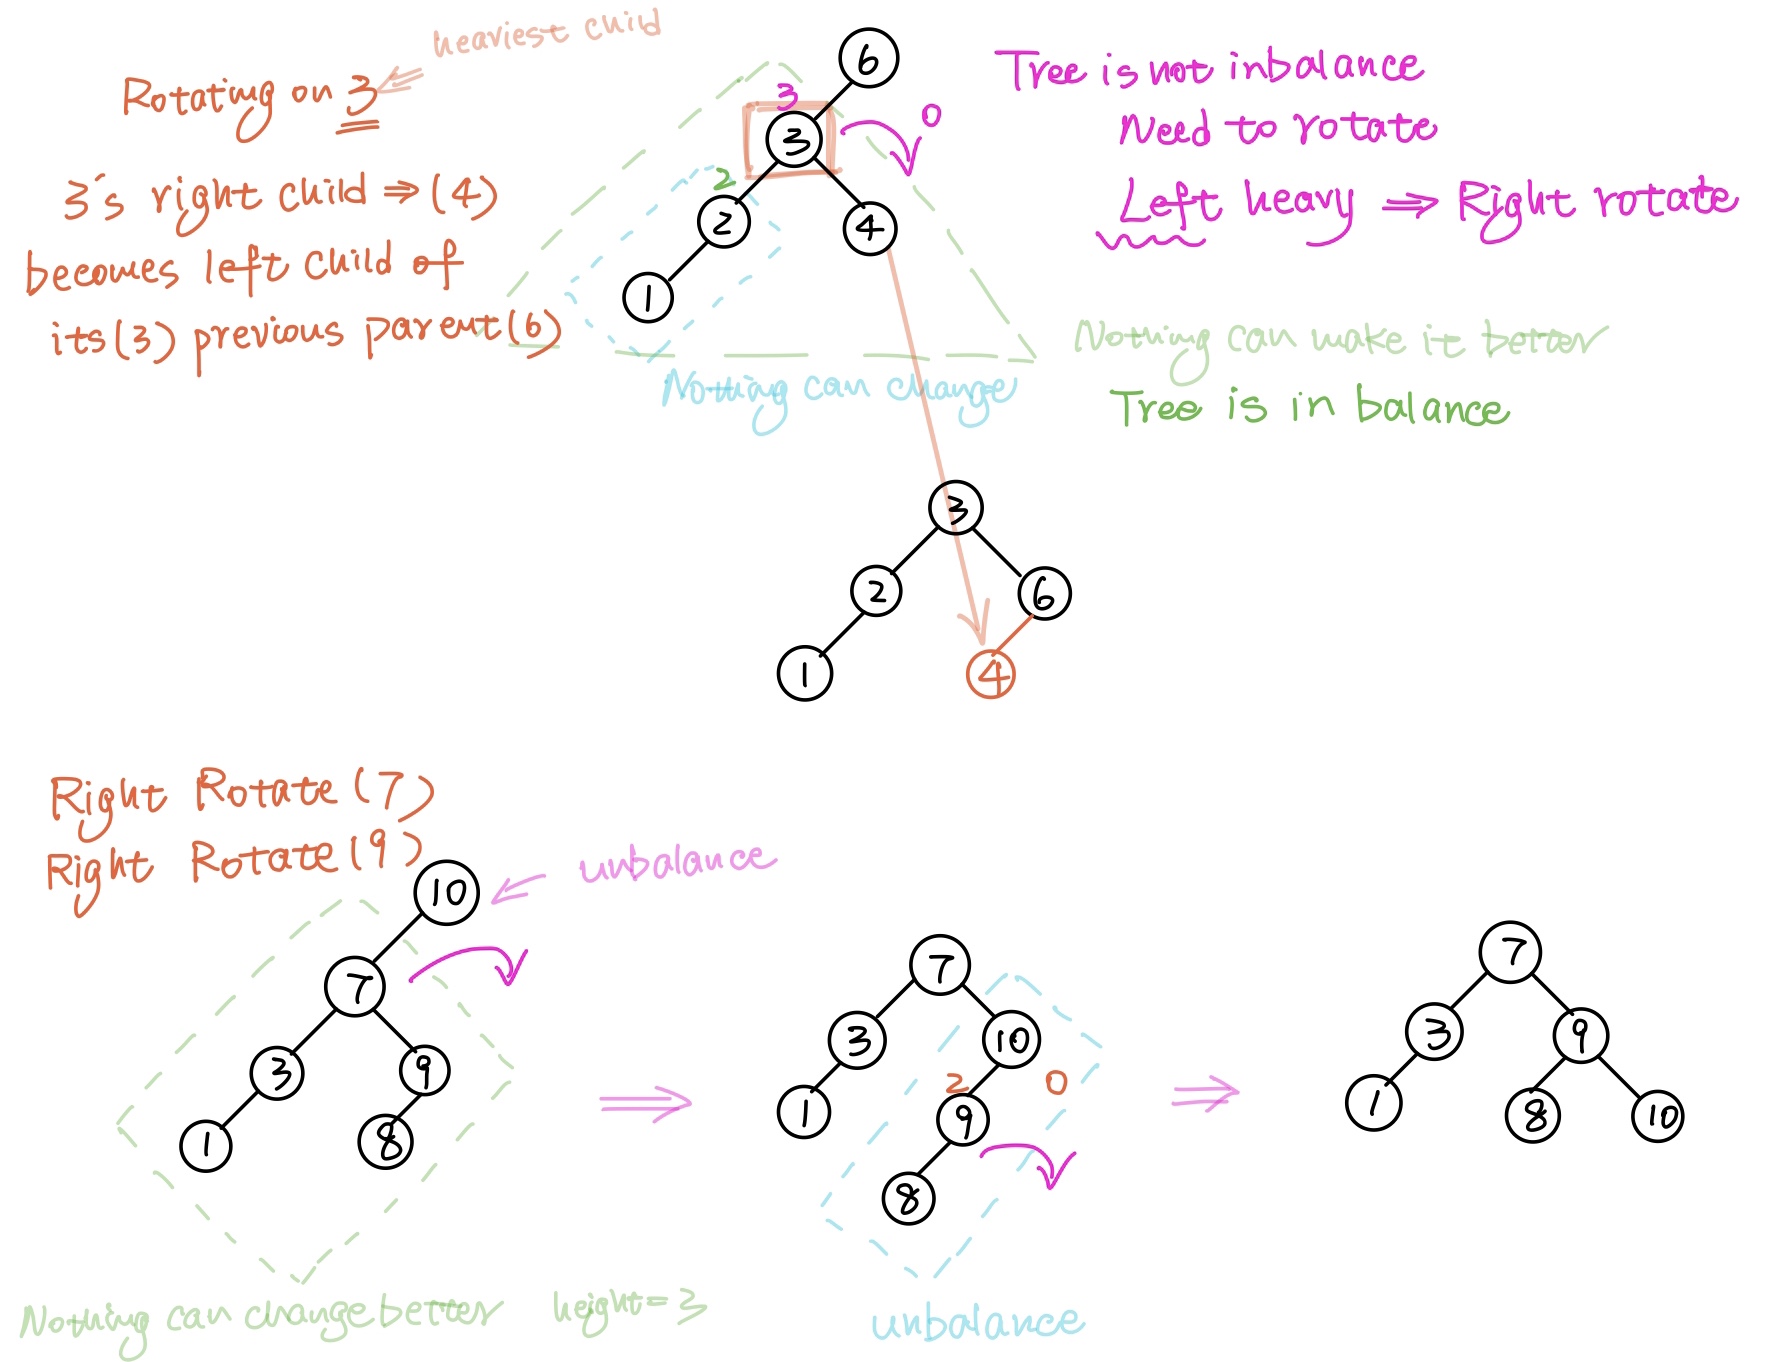 heaviest child
Rotating on 3
3's right child ⇒ (4)
becomes left child of
its(3) previous parent(6)
6
3
3
0
2
2
4
1
Nothing can change
Tree is not inbalance
Need to rotate
Left heavy ⇒ Right rotate
Nothing can make it better
Tree is in balance
3
2
6
1
4
Right Rotate(7)
Right Rotate(9)
unbalance
10
7
3
9
1
8
Nothing can change better height=3
7
3
10
2
0
1
9
8
unbalance
7
3
9
1
8
10